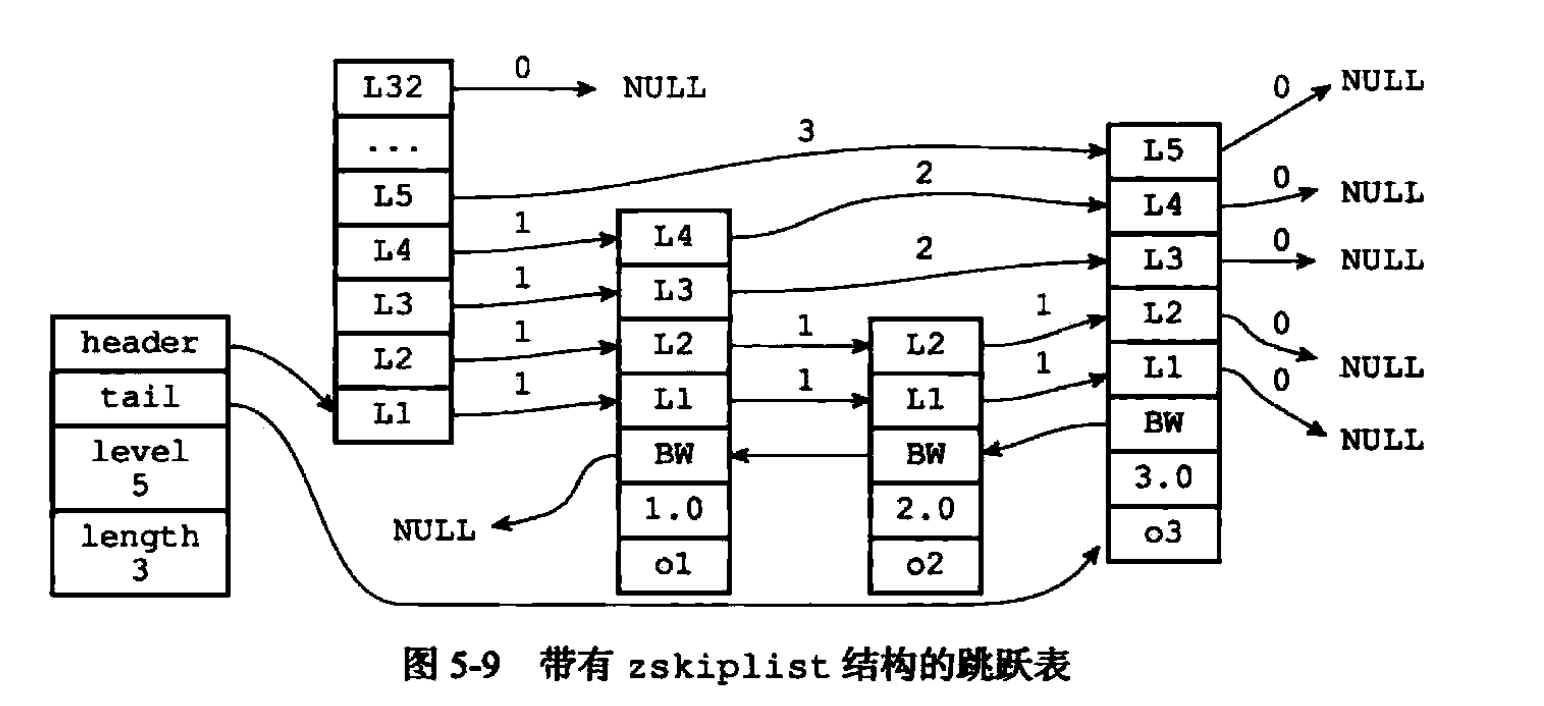 header
tail
level
5
length
3
L32
...
L5
L4
L3
L2
L1
0
NULL
3
1
1
1
1
L4
L3
L2
L1
BW
1.0
o1
NULL
2
2
1
1
L2
L1
BW
2.0
o2
1
1
L5
L4
L3
L2
L1
BW
3.0
o3
0
NULL
0
NULL
0
NULL
0
NULL
0
NULL
图 5-9 带有 zskiplist 结构的跳跃表